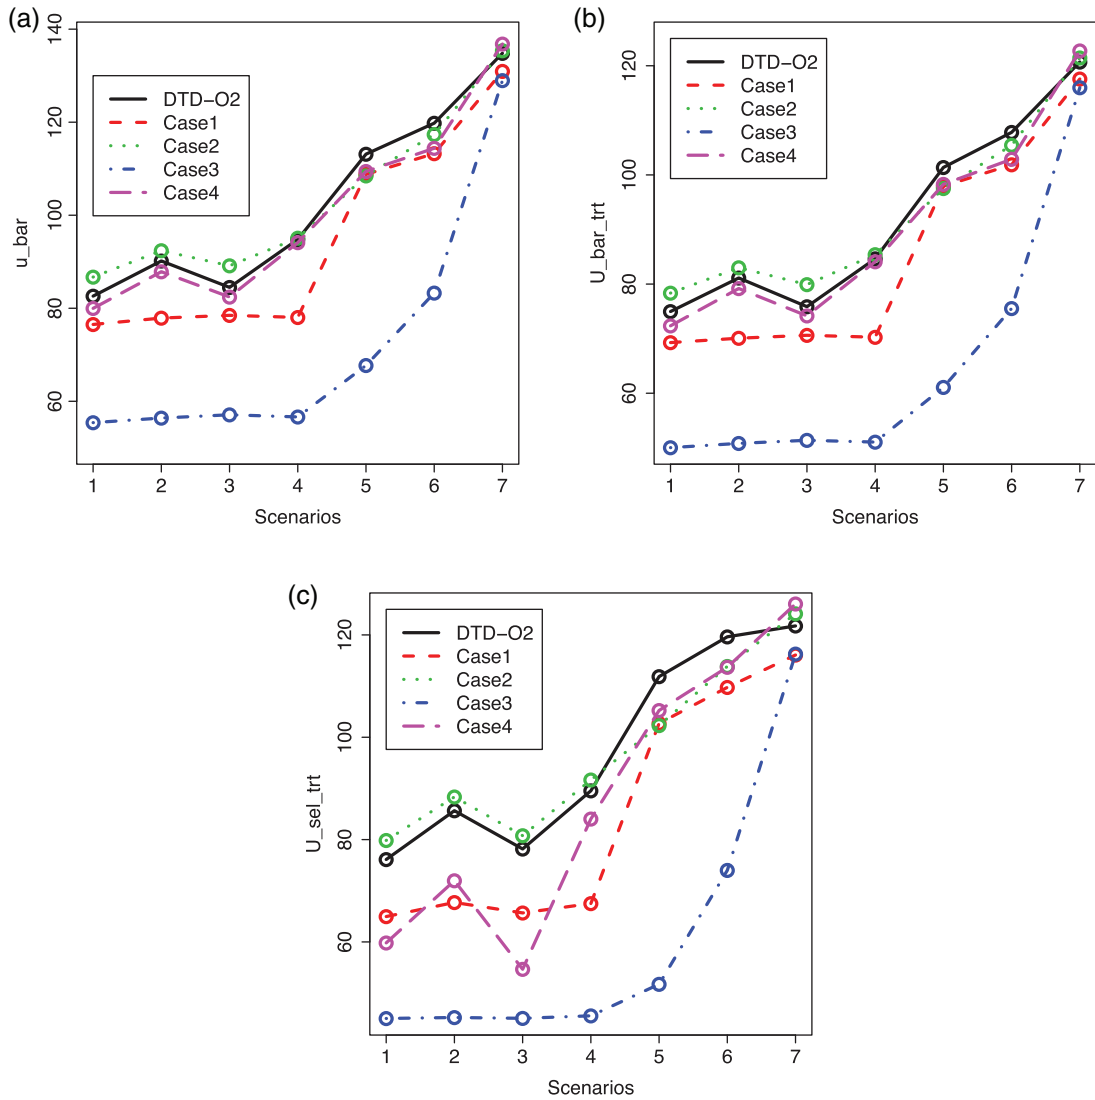 (a)
u_bar
140
120
100
80
60
DTD-O2
Case1
Case2
Case3
Case4
1 2 3 4 5 6 7
Scenarios
(b)
U_bar_trt
120
100
80
60
DTD-O2
Case1
Case2
Case3
Case4
1 2 3 4 5 6 7
Scenarios
(c)
U_sel_trt
120
100
80
60
DTD-O2
Case1
Case2
Case3
Case4
1 2 3 4 5 6 7
Scenarios